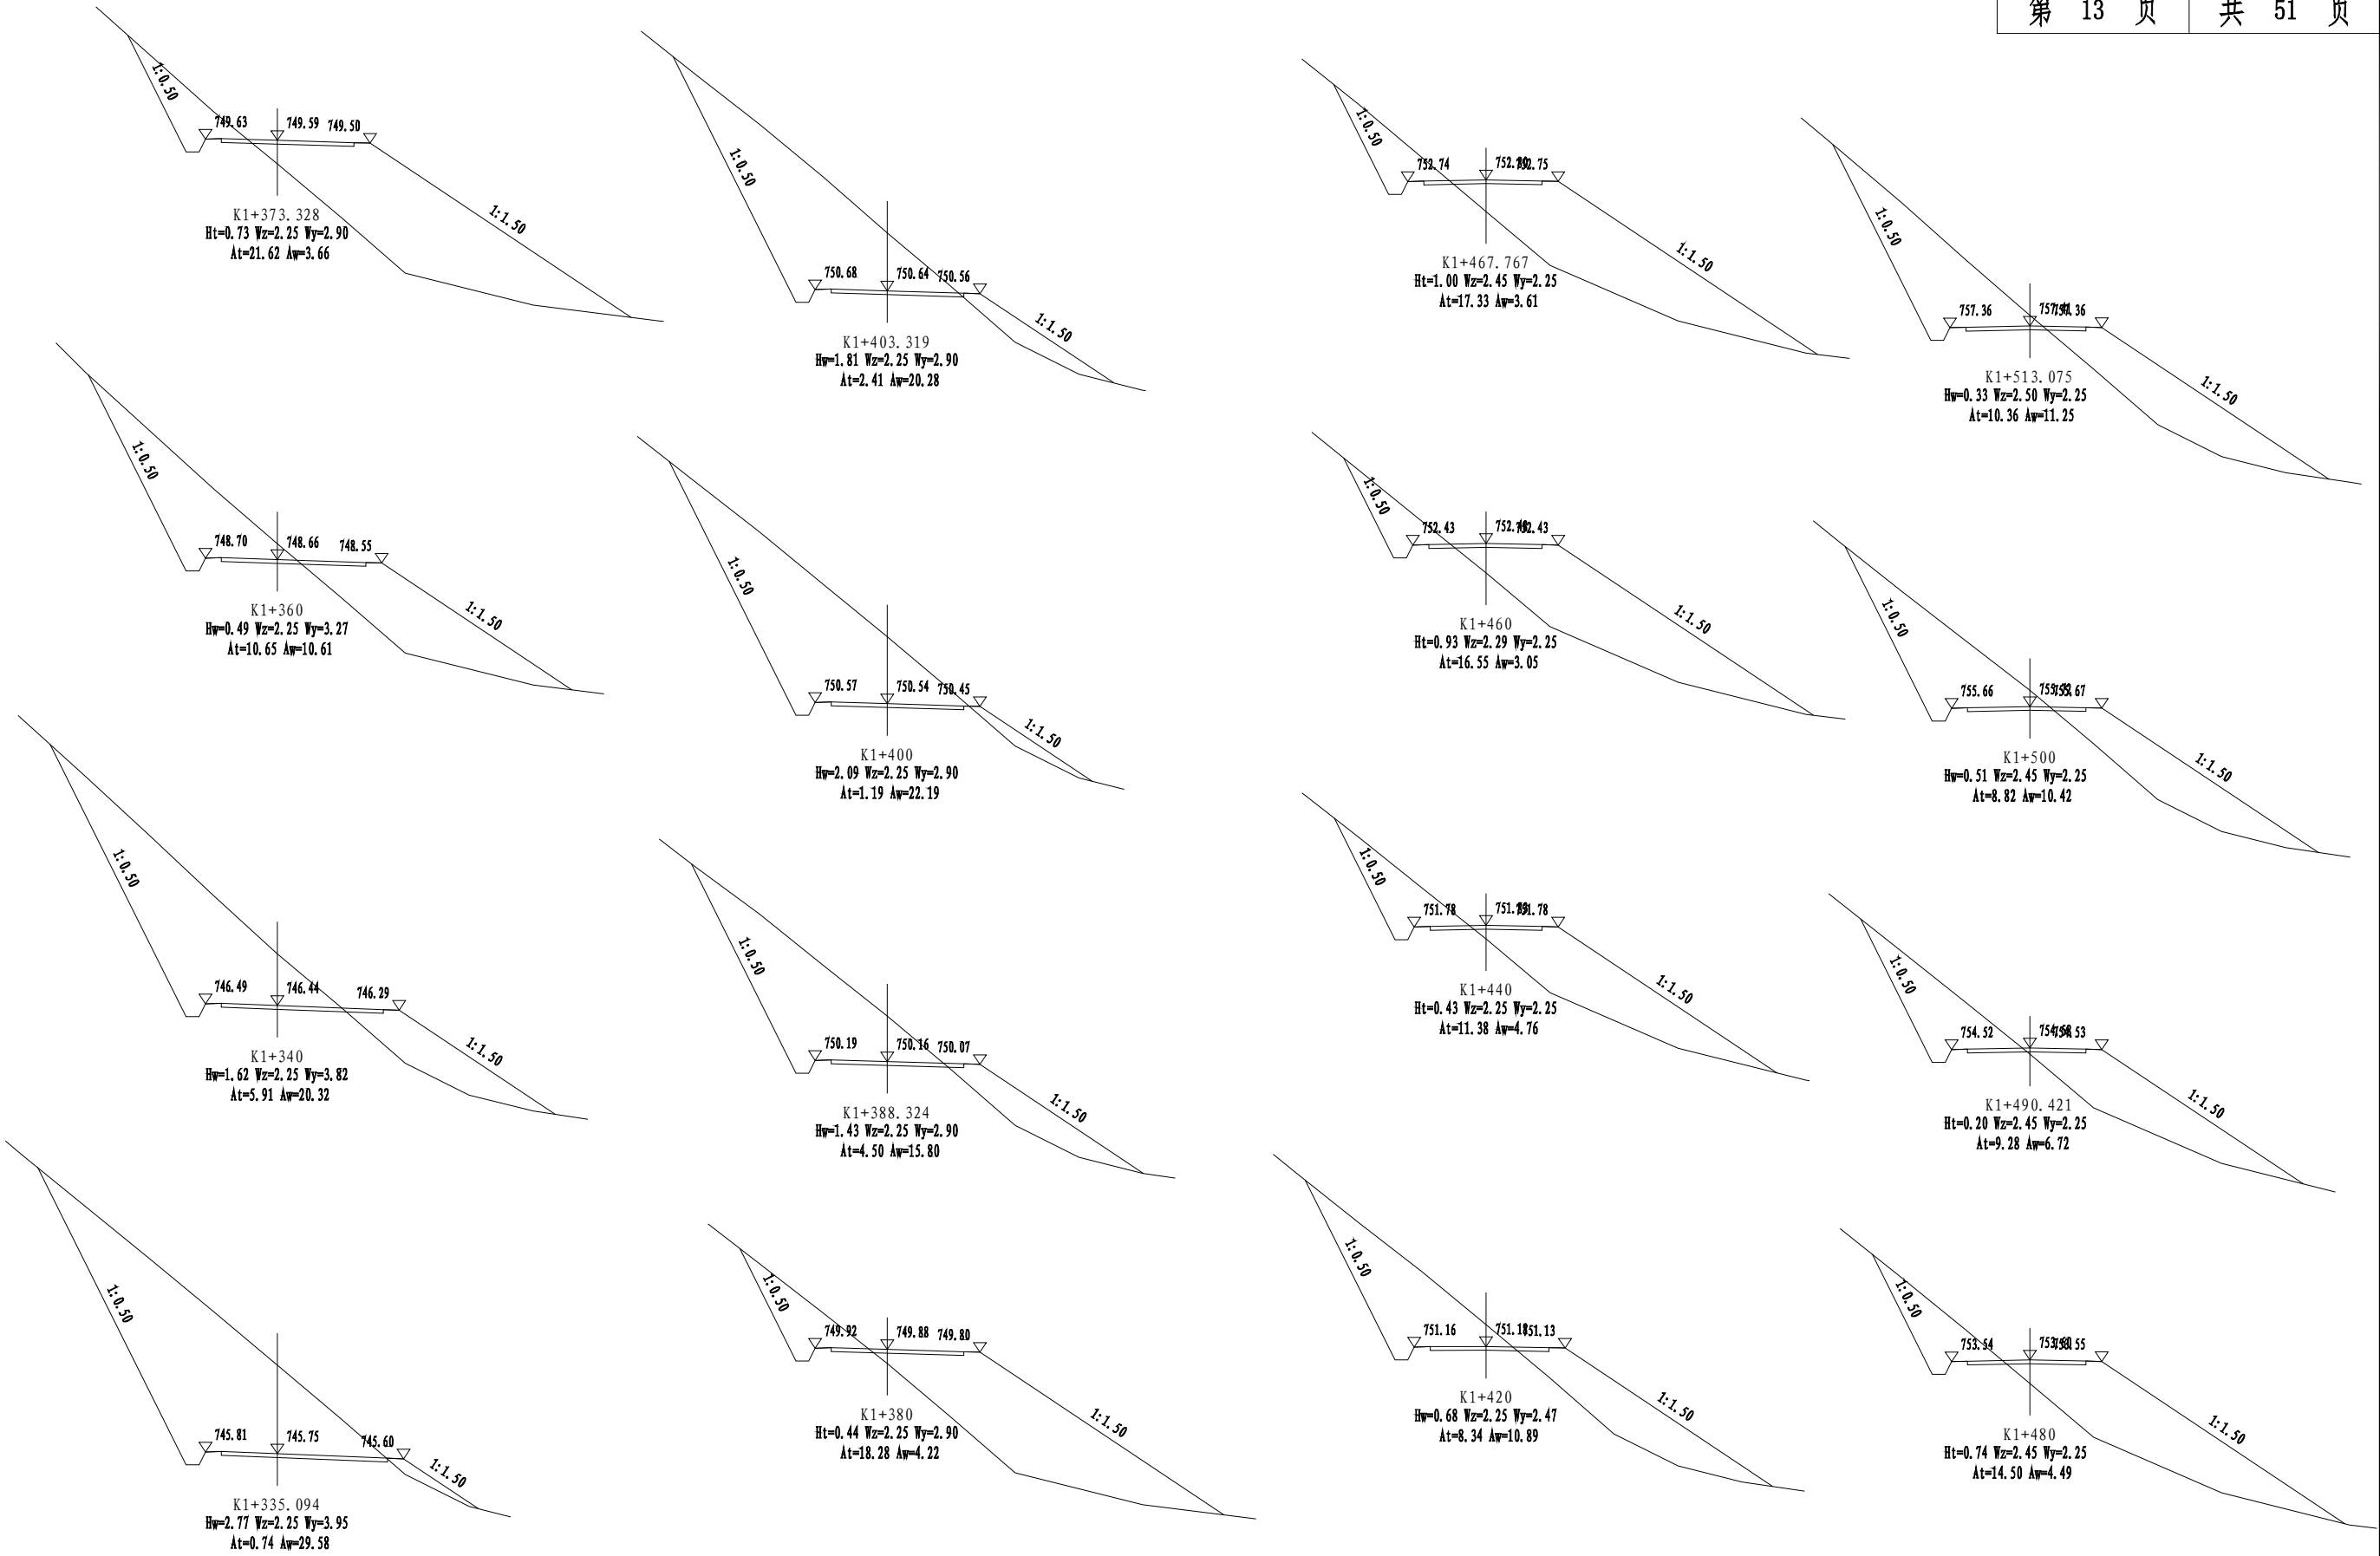 第 13 页 共 51 页
1:0.50
749.63 749.59 749.50
1:1.50
K1+373.328
Ht=0.73 Wz=2.25 Wy=2.90
At=21.62 Aw=3.66
1:0.50
748.70 748.66 748.55
1:1.50
K1+360
Hw=0.49 Wz=2.25 Wy=3.27
At=10.65 Aw=10.61
1:0.50
746.49 746.44 746.29
1:1.50
K1+340
Hw=1.62 Wz=2.25 Wy=3.82
At=5.91 Aw=20.32
1:0.50
745.81 745.75 745.60
1:1.50
K1+335.094
Hw=2.77 Wz=2.25 Wy=3.95
At=0.74 Aw=29.58
1:0.50
750.68 750.64 750.56
1:1.50
K1+403.319
Hw=1.81 Wz=2.25 Wy=2.90
At=2.41 Aw=20.28
1:0.50
750.57 750.54 750.45
1:1.50
K1+400
Hw=2.09 Wz=2.25 Wy=2.90
At=1.19 Aw=22.19
1:0.50
750.19 750.16 750.07
1:1.50
K1+388.324
Hw=1.43 Wz=2.25 Wy=2.90
At=4.50 Aw=15.80
1:0.50
749.92 749.88 749.80
1:1.50
K1+380
Ht=0.44 Wz=2.25 Wy=2.90
At=18.28 Aw=4.22
1:0.50
752.74 752.75
1:1.50
K1+467.767
Ht=1.00 Wz=2.45 Wy=2.25
At=17.33 Aw=3.61
1:0.50
752.43 752.43
1:1.50
K1+460
Ht=0.93 Wz=2.29 Wy=2.25
At=16.55 Aw=3.05
1:0.50
751.78 751.78
1:1.50
K1+440
Ht=0.43 Wz=2.25 Wy=2.25
At=11.38 Aw=4.76
1:0.50
751.16 751.13
1:1.50
K1+420
Hw=0.68 Wz=2.25 Wy=2.47
At=8.34 Aw=10.89
1:0.50
757.36 757.36
1:1.50
K1+513.075
Hw=0.33 Wz=2.50 Wy=2.25
At=10.36 Aw=11.25
1:0.50
755.66 755.67
1:1.50
K1+500
Hw=0.51 Wz=2.45 Wy=2.25
At=8.82 Aw=10.42
1:0.50
754.52 754.53
1:1.50
K1+490.421
Ht=0.20 Wz=2.45 Wy=2.25
At=9.28 Aw=6.72
1:0.50
753.54 753.55
1:1.50
K1+480
Ht=0.74 Wz=2.45 Wy=2.25
At=14.50 Aw=4.49